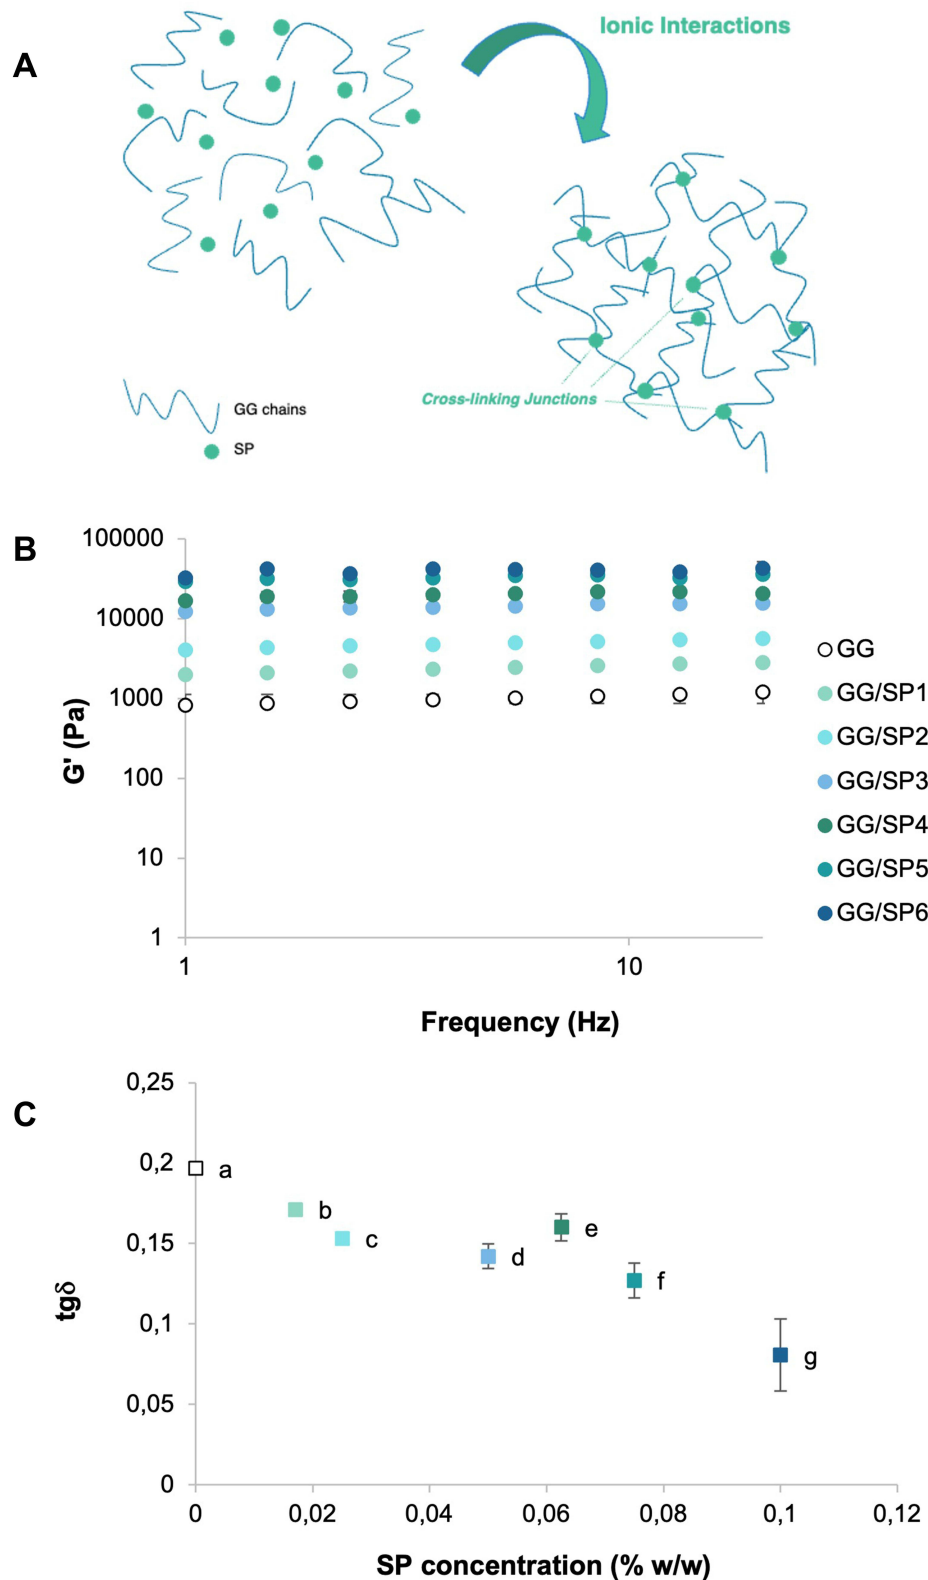 A
Ionic Interactions
Cross-linking Junctions
GG chains
SP
B
G' (Pa)
100000
10000
1000
100
10
1
1
10
Frequency (Hz)
GG
GG/SP1
GG/SP2
GG/SP3
GG/SP4
GG/SP5
GG/SP6
C
tgδ
0,25
0,2
0,15
0,1
0,05
0
a
b
c
d
e
f
g
0
0,02
0,04
0,06
0,08
0,1
0,12
SP concentration (% w/w)